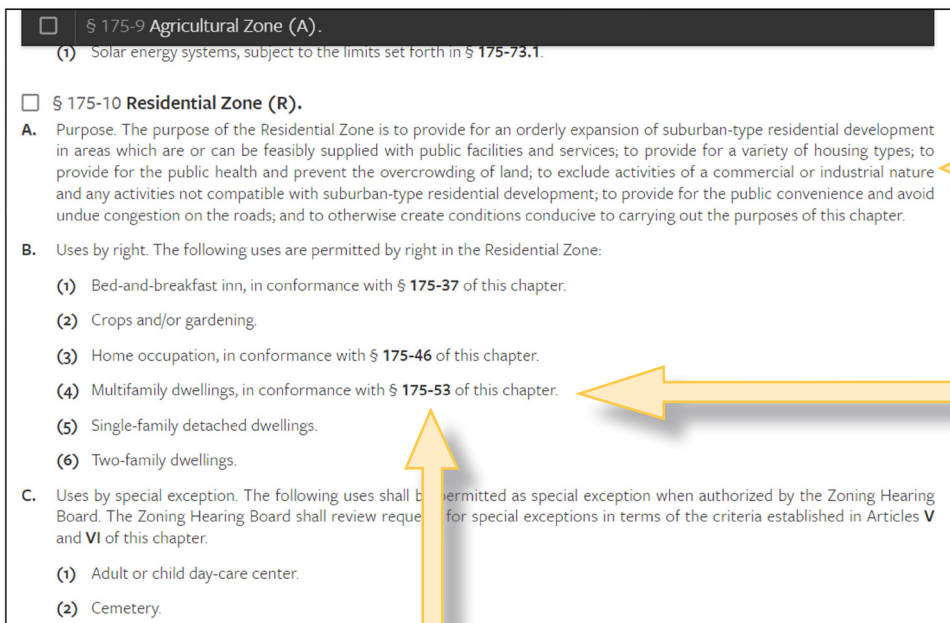 § 175-9 Agricultural Zone (A).
(1) Solar energy systems, subject to the limits set forth in § 175-73.1.
§ 175-10 Residential Zone (R).
A. Purpose. The purpose of the Residential Zone is to provide for an orderly expansion of suburban-type residential development
in areas which are or can be feasibly supplied with public facilities and services; to provide for a variety of housing types; to
provide for the public health and prevent the overcrowding of land; to exclude activities of a commercial or industrial nature
and any activities not compatible with suburban-type residential development; to provide for the public convenience and avoid
undue congestion on the roads; and to otherwise create conditions conducive to carrying out the purposes of this chapter.
B. Uses by right. The following uses are permitted by right in the Residential Zone:
(1) Bed-and-breakfast inn, in conformance with § 175-37 of this chapter.
(2) Crops and/or gardening.
(3) Home occupation, in conformance with § 175-46 of this chapter.
(4) Multifamily dwellings, in conformance with § 175-53 of this chapter.
(5) Single-family detached dwellings.
(6) Two-family dwellings.
C. Uses by special exception. The following uses shall b ermitted as special exception when authorized by the Zoning Hearing
Board. The Zoning Hearing Board shall review reque for special exceptions in terms of the criteria established in Articles V
and VI of this chapter.
(1) Adult or child day-care center.
(2) Cemetery.